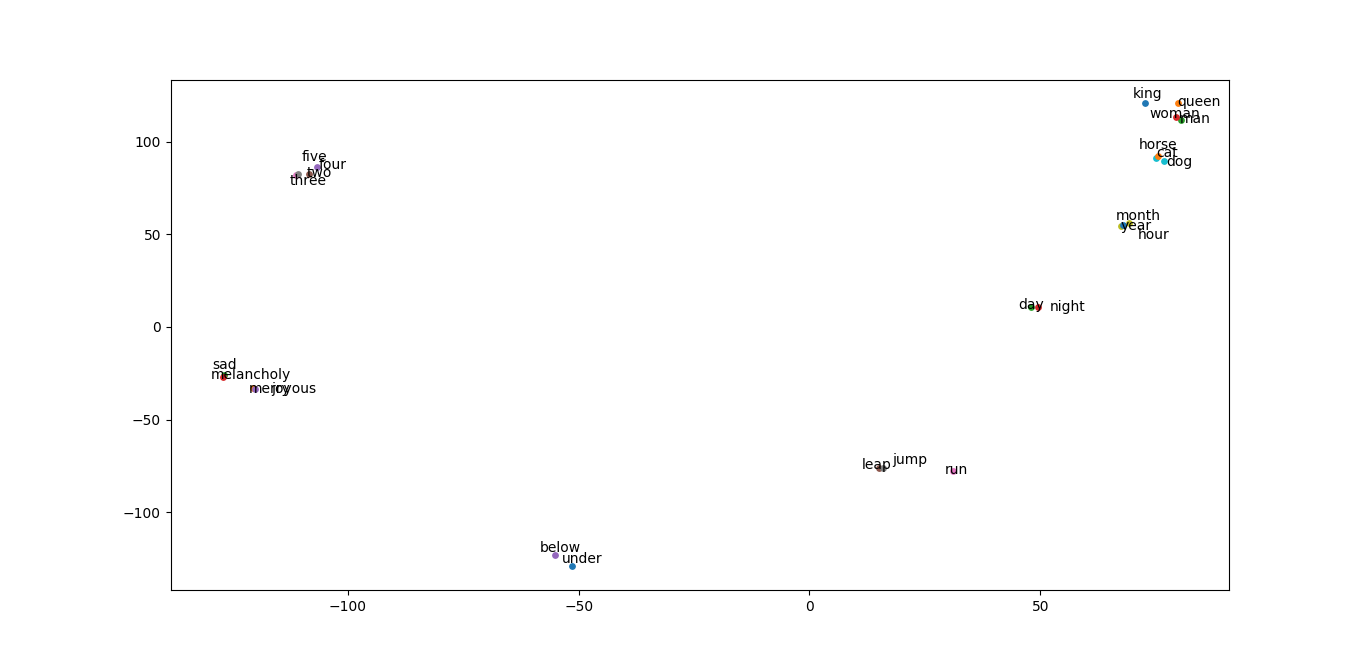 king
queen
woman
man
horse
cat
dog
five
four
two
three
month
year
hour
day
night
sad
melancholy
merry
joyous
leap
jump
run
below
under
100
50
0
−50
−100
−100
−50
0
50